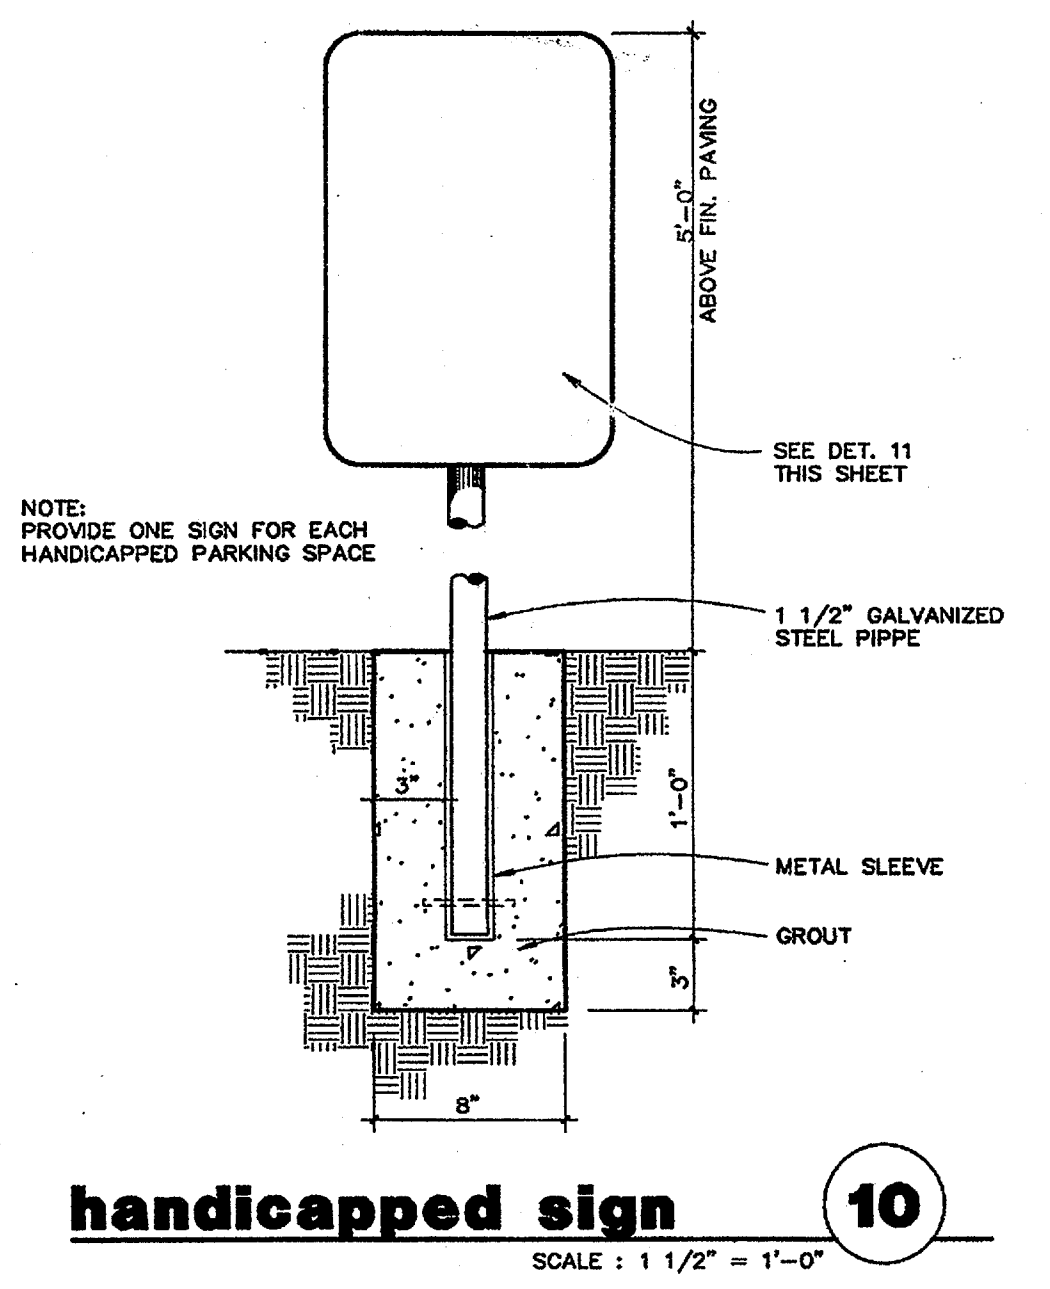 5'-0"
ABOVE FIN. PAVING
SEE DET. 11
THIS SHEET
NOTE:
PROVIDE ONE SIGN FOR EACH
HANDICAPPED PARKING SPACE
1 1/2" GALVANIZED
STEEL PIPPE
3"
1'-0"
METAL SLEEVE
GROUT
3"
8"
handicapped sign
10
SCALE : 1 1/2" = 1'-0"